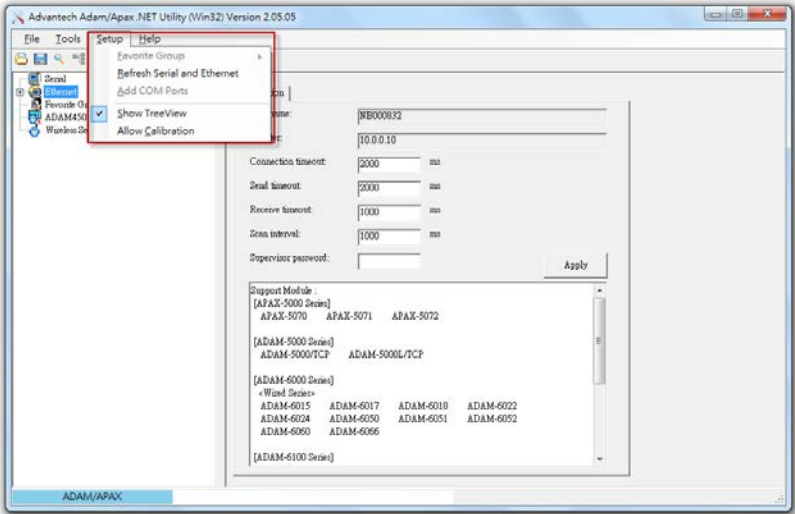 Advantech Adam/Apax .NET Utility (Win32) Version 2.05.05
File Tools Setup Help
Favorite Group
Refresh Serial and Ethernet
Add COM Ports
Show TreeView
Allow Calibration
Serial
Ethernet
Favorite
ADAM450
Wireless
NB000832
10.0.0.10
Connection timeout: 2000 ms
Send timeout: 2000 ms
Receive timeout: 1000 ms
Scan interval: 1000 ms
Supervisor password:
Apply
Support Module :
[APAX-5000 Series]
APAX-5070 APAX-5071 APAX-5072
[ADAM-5000 Series]
ADAM-5000/TCP ADAM-5000L/TCP
[ADAM-6000 Series]
<Wired Series>
ADAM-6015 ADAM-6017 ADAM-6018 ADAM-6022
ADAM-6024 ADAM-6050 ADAM-6051 ADAM-6052
ADAM-6060 ADAM-6066
[ADAM-6100 Series]
ADAM/APAX